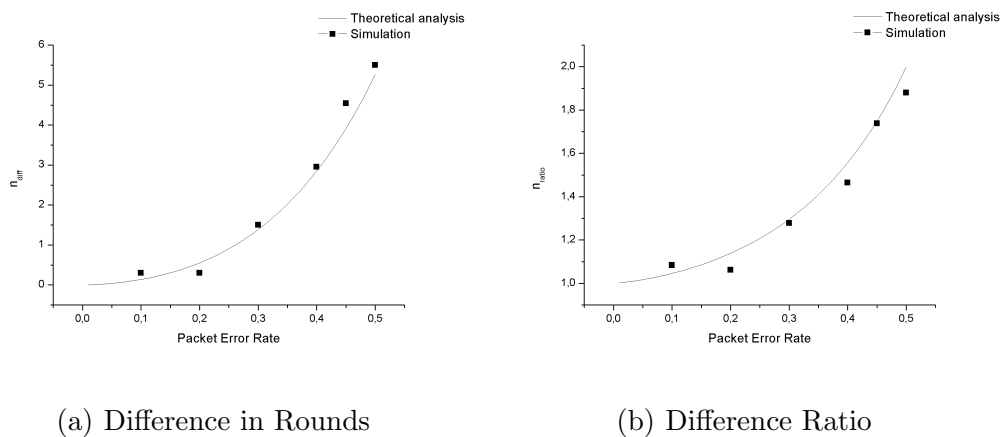 Theoretical analysis
Simulation
6
5
4
3
2
1
0
n diff
0,0 0,1 0,2 0,3 0,4 0,5
Packet Error Rate
(a) Difference in Rounds
Theoretical analysis
Simulation
2,0
1,8
1,6
1,4
1,2
1,0
n ratio
0,0 0,1 0,2 0,3 0,4 0,5
Packet Error Rate
(b) Difference Ratio